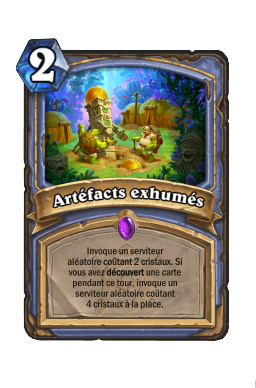 2
Artéfacts exhumés
Invoque un serviteur
aléatoire coûtant 2 cristaux. Si
vous avez découvert une carte
pendant ce tour, invoque un
serviteur aléatoire coûtant
4 cristaux à la place.